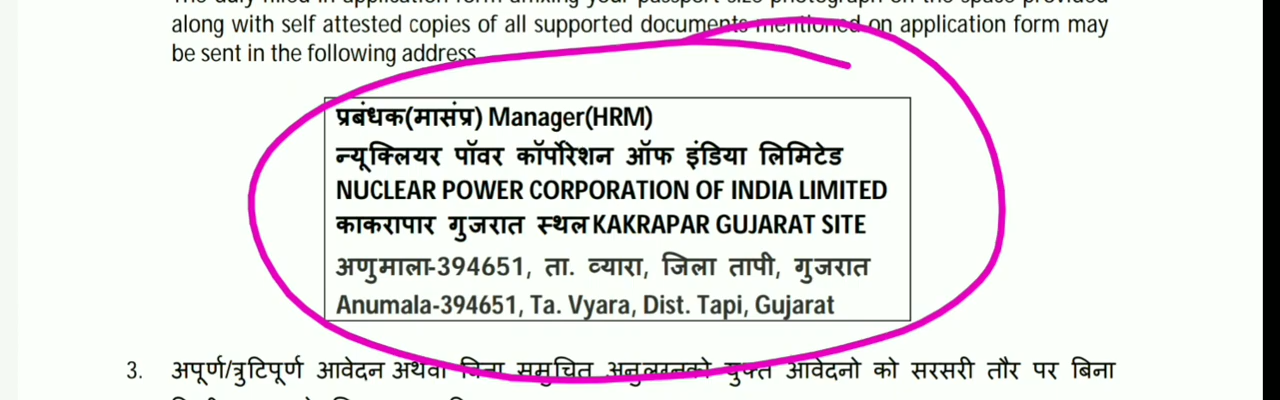 along with self attested copies of all supported documents mentioned on application form may
be sent in the following address
प्रबंधक(मासंप्र) Manager(HRM)
न्यूक्लियर पॉवर कॉर्पोरेशन ऑफ इंडिया लिमिटेड
NUCLEAR POWER CORPORATION OF INDIA LIMITED
काकरापार गुजरात स्थल KAKRAPAR GUJARAT SITE
अणुमाला-394651, ता. व्यारा, जिला तापी, गुजरात
Anumala-394651, Ta. Vyara, Dist. Tapi, Gujarat
3. अपूर्ण/त्रुटिपूर्ण आवेदन अथवा बिना समुचित युक्त आवेदनो को सरसरी तौर पर बिना